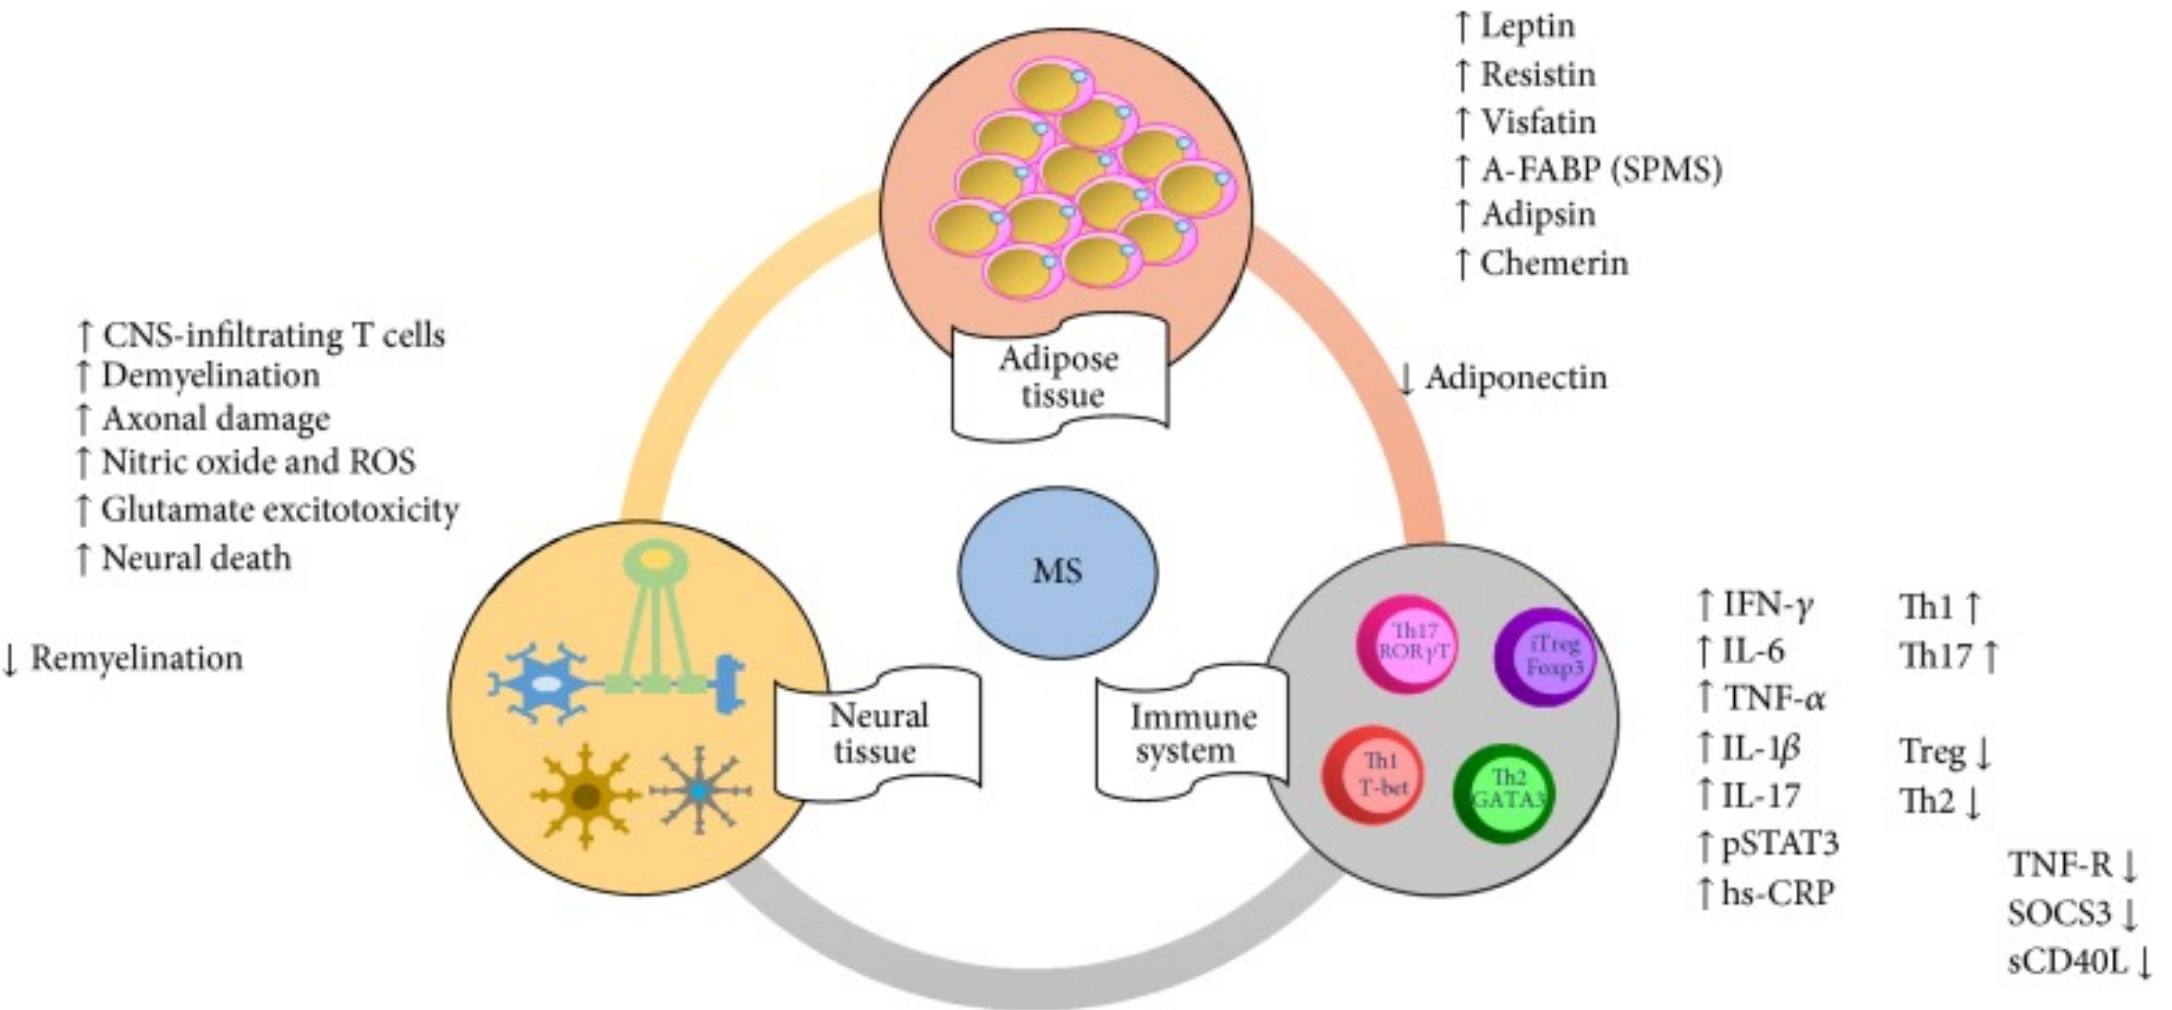 ↑ Leptin
↑ Resistin
↑ Visfatin
↑ A-FABP (SPMS)
↑ Adipsin
↑ Chemerin
↓ Adiponectin
Adipose
tissue
↑ CNS-infiltrating T cells
↑ Demyelination
↑ Axonal damage
↑ Nitric oxide and ROS
↑ Glutamate excitotoxicity
↑ Neural death
↓ Remyelination
MS
Neural
tissue
Immune
system
Th17
RORγT
iTreg
Foxp3
Th1
T-bet
Th2
GATA3
↑ IFN-γ
↑ IL-6
↑ TNF-α
↑ IL-1β
↑ IL-17
↑ pSTAT3
↑ hs-CRP
Th1 ↑
Th17 ↑
Treg ↓
Th2 ↓
TNF-R ↓
SOCS3 ↓
sCD40L ↓